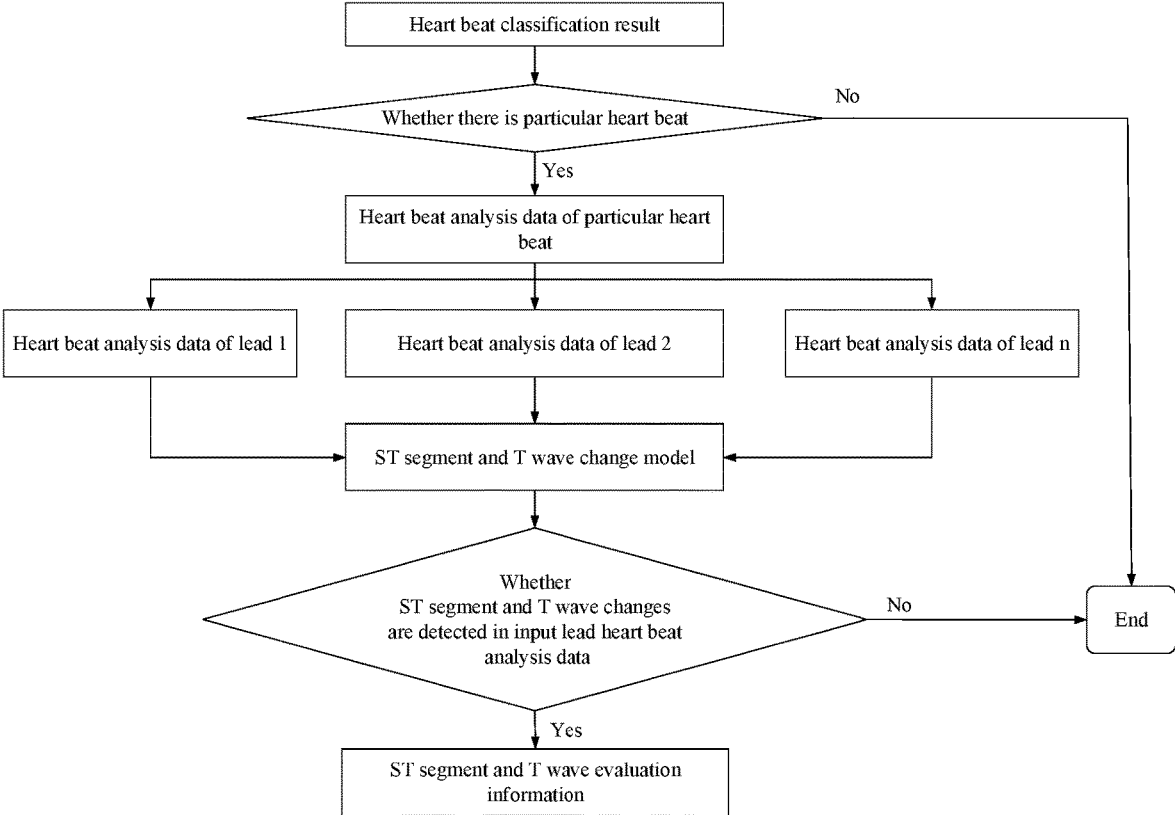 Heart beat classification result
No
Whether there is particular heart beat
Yes
Heart beat analysis data of particular heart
beat
Heart beat analysis data of lead 1
Heart beat analysis data of lead 2
Heart beat analysis data of lead n
ST segment and T wave change model
Whether
ST segment and T wave changes
are detected in input lead heart beat
analysis data
No
End
Yes
ST segment and T wave evaluation
information